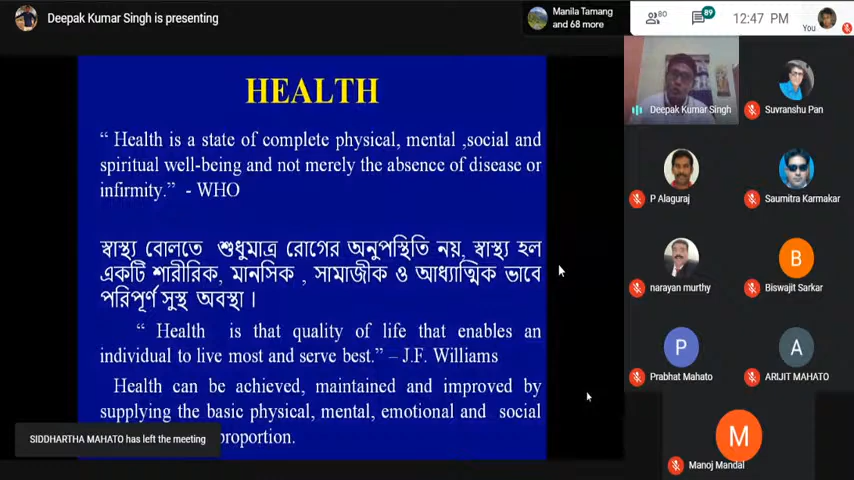 Deepak Kumar Singh is presenting
Manila Tamang
and 68 more
80
89
12:47 PM
You
HEALTH
“ Health is a state of complete physical, mental ,social and
spiritual well-being and not merely the absence of disease or
infirmity.” - WHO
স্বাস্থ্য বোলতে শুধুমাত্র রোগের অনুপস্থিতি নয়, স্বাস্থ্য হল
একটি শারীরিক, মানসিক , সামাজীক ও আধ্যাত্মিক ভাবে
পরিপূর্ণ সুস্থ অবস্থা ।
“ Health is that quality of life that enables an
individual to live most and serve best.” – J.F. Williams
Health can be achieved, maintained and improved by
supplying the basic physical, mental, emotional and social
proportion.
SIDDHARTHA MAHATO has left the meeting
Deepak Kumar Singh
Suvranshu Pan
P Alaguraj
Saumitra Karmakar
narayan murthy
B
Biswajit Sarkar
P
Prabhat Mahato
A
ARIJIT MAHATO
M
Manoj Mandal